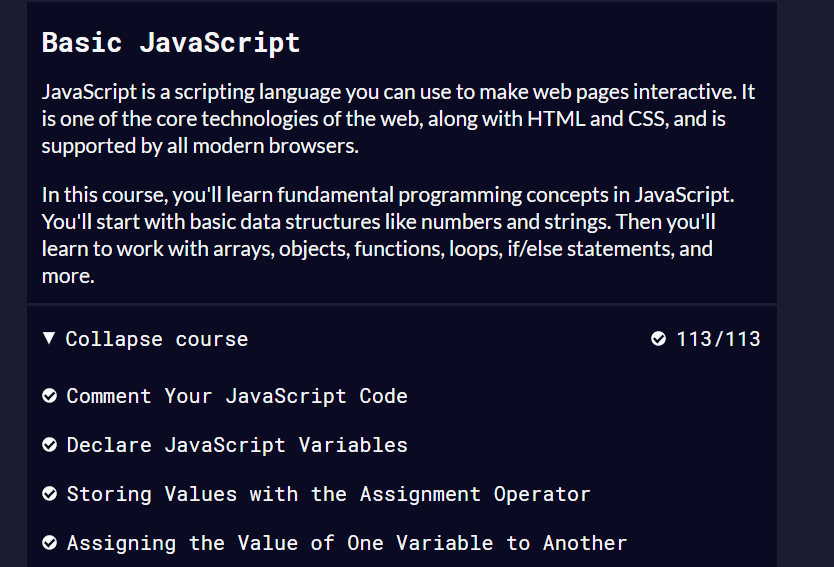 Basic JavaScript
JavaScript is a scripting language you can use to make web pages interactive. It
is one of the core technologies of the web, along with HTML and CSS, and is
supported by all modern browsers.
In this course, you'll learn fundamental programming concepts in JavaScript.
You'll start with basic data structures like numbers and strings. Then you'll
learn to work with arrays, objects, functions, loops, if/else statements, and
more.
Collapse course 113/113
Comment Your JavaScript Code
Declare JavaScript Variables
Storing Values with the Assignment Operator
Assigning the Value of One Variable to Another